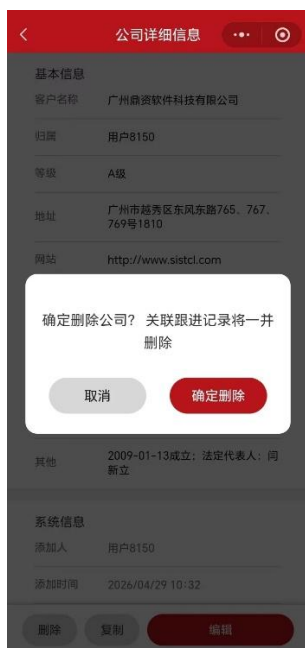 公司详细信息
基本信息
客户名称
广州鼎资软件科技有限公司
归属
用户8150
等级
A级
地址
广州市越秀区东风东路765、767、
769号1810
网站
http://www.sistcl.com
确定删除公司? 关联跟进记录将一并
删除
取消
确定删除
其他
2009-01-13成立；法定代表人：闫
新立
系统信息
添加人
用户8150
添加时间
2026/04/29 10:32
删除
复制
编辑